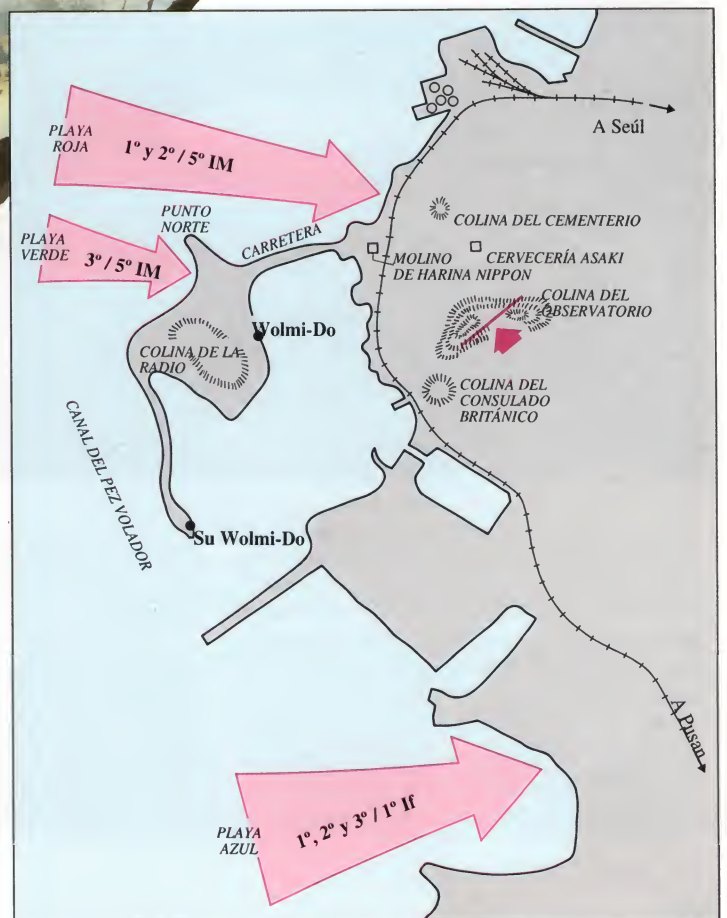 A Seúl
PLAYA
ROJA
1º y 2º / 5º IM
PUNTO
NORTE
COLINA DEL CEMENTERIO
PLAYA
VERDE
3º / 5º IM
CARRETERA
MOLINO
DE HARINA NIPPON
CERVECERÍA ASAKI
COLINA DEL
OBSERVATORIO
Wolmi-Do
COLINA DE LA
RADIO
COLINA DEL
CONSULADO
BRITÁNICO
CANAL DEL PEZ VOLADOR
Su Wolmi-Do
A Pusan
1º, 2º y 3º / 1º If
PLAYA
AZUL